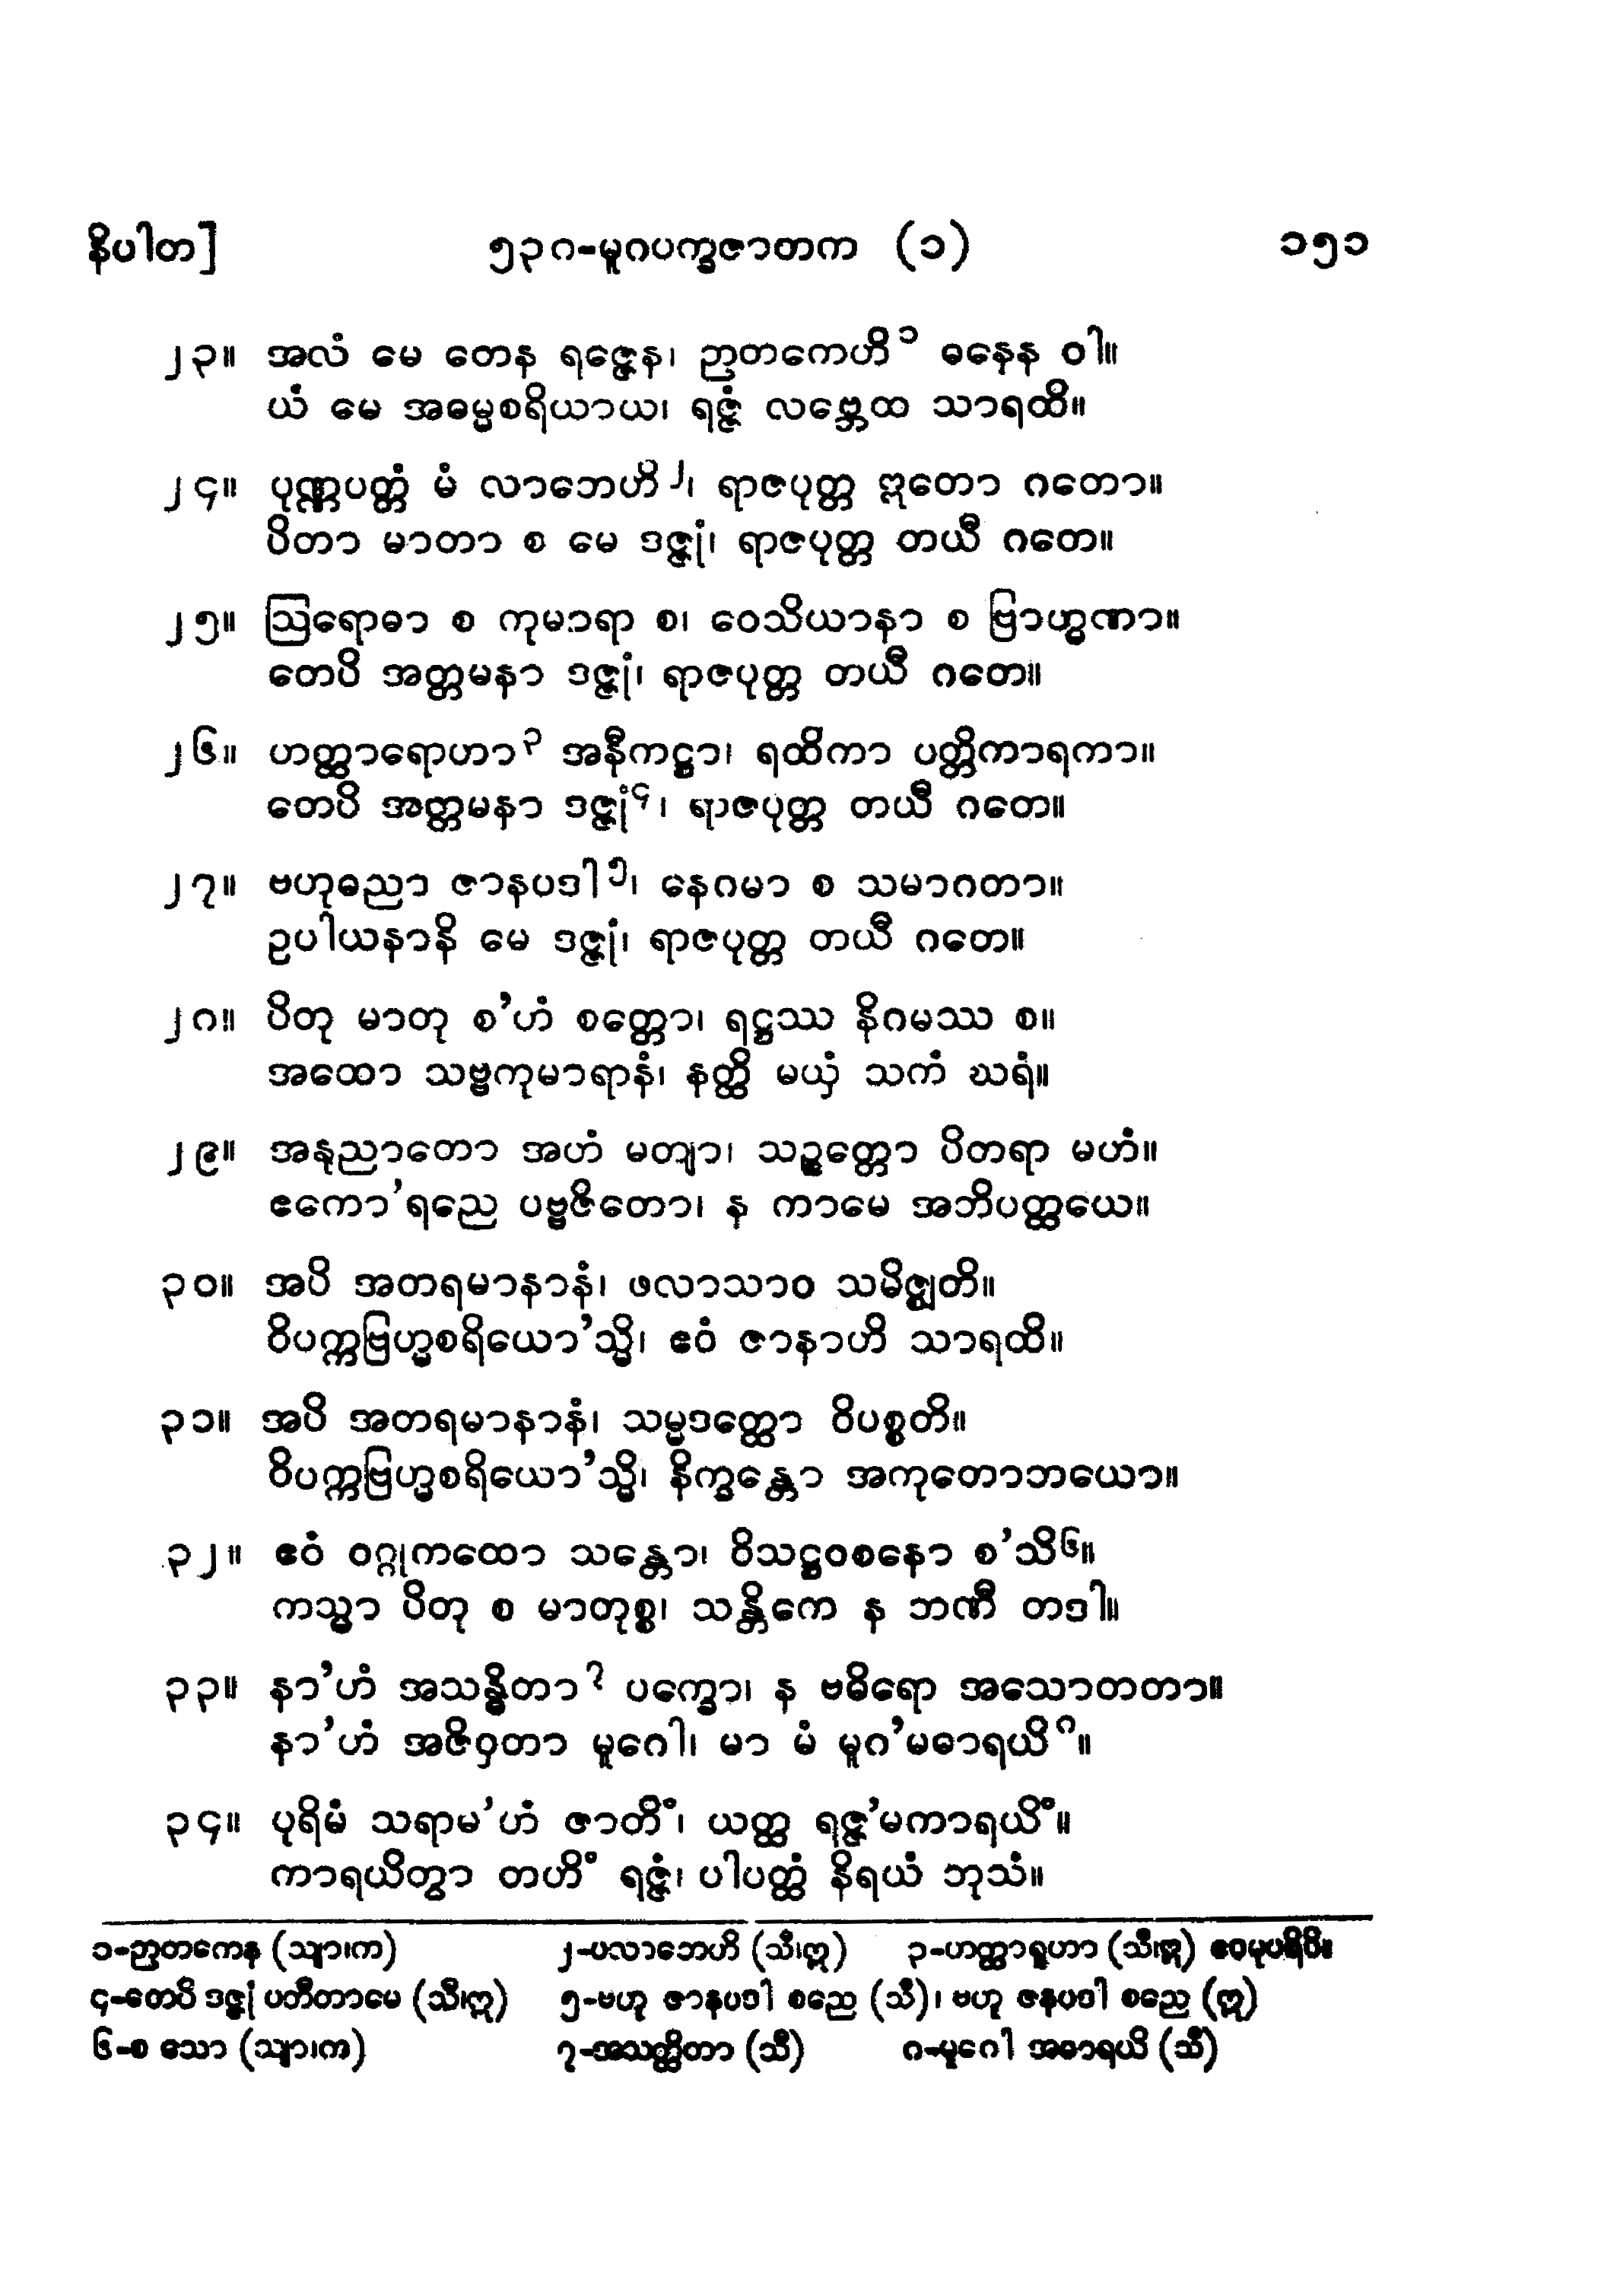 နိပါတ] ၅၃၈-မူဂပက္ခဇာတက (၁) ၁၅၁
၂၃။ အလံ မေ တေန ရဇ္ဇေန၊ ဉာတကေဟိ၁ ဓနေန ဝါ။
ယံ မေ အဓမ္မစရိယာယ၊ ရဇ္ဇံ လဗ္ဘေထ သာရထိ။
၂၄။ ပုဏ္ဏပတ္တံ မံ လာဘေဟိ၂၊ ရာဇပုတ္တ ဣတော ဂတော။
ပိတာ မာတာ စ မေ ဒဇ္ဇုံ၊ ရာဇပုတ္တ တယီ ဂတေ။
၂၅။ ဩရောဓာ စ ကုမာရာ စ၊ ဝေသိယာနာ စ ဗြာဟ္မဏာ။
တေပိ အတ္တမနာ ဒဇ္ဇုံ၊ ရာဇပုတ္တ တယီ ဂတေ။
၂၆။ ဟတ္ထာရောဟာ၃ အနီကဋ္ဌာ၊ ရထိကာ ပတ္တိကာရကာ။
တေပိ အတ္တမနာ ဒဇ္ဇုံ၄၊ ရာဇပုတ္တ တယီ ဂတေ။
၂၇။ ဗဟုဓညာ ဇာနပဒါ၅၊ နေဂမာ စ သမာဂတာ။
ဥပါယနာနိ မေ ဒဇ္ဇုံ၊ ရာဇပုတ္တ တယီ ဂတေ။
၂၈။ ပိတု မာတု စ’ဟံ စတ္တော၊ ရဋ္ဌဿ နိဂမဿ စ။
အထော သဗ္ဗကုမာရာနံ၊ နတ္ထိ မယှံ သကံ ဃရံ။
၂၉။ အနုညာတော အဟံ မတျာ၊ သဉ္စတ္တော ပိတရာ မဟံ။
ဧကော’ရညေ ပဗ္ဗဇိတော၊ န ကာမေ အဘိပတ္ထယေ။
၃၀။ အပိ အတရမာနာနံ၊ ဖလာသာဝ သမိဇ္ဈတိ။
ဝိပက္ကဗြဟ္မစရိယော’သ္မိ၊ ဧဝံ ဇာနာဟိ သာရထိ။
၃၁။ အပိ အတရမာနာနံ၊ သမ္မဒတ္ထော ဝိပစ္စတိ။
ဝိပက္ကဗြဟ္မစရိယော’သ္မိ၊ နိက္ခန္တော အကုတောဘယော။
၃၂။ ဧဝံ ဝဂ္ဂုကထော သန္တော၊ ဝိသဋ္ဌဝစနော စ’သိ၆။
ကသ္မာ ပိတု စ မာတုစ္စ၊ သန္တိကေ န ဘဏီ တဒါ။
၃၃။ နာ’ဟံ အသန္ဓိတာ၇ ပက္ခော၊ န ဗဓိရော အသောတတာ။
နာ’ဟံ အဇိဝှတာ မူဂေါ၊ မာ မံ မူဂ’မဓာရယိ၈။
၃၄။ ပုရိမံ သရာမ’ဟံ ဇာတိံ၊ ယတ္ထ ရဇ္ဇ’မကာရယိံ။
ကာရယိတွာ တဟိံ ရဇ္ဇံ၊ ပါပတ္ထံ နိရယံ ဘုသံ။
၁-ဉာတကေန (သျာ၊က) ၂-ပလာဘေဟိ (သီ၊ဣ) ၃-ဟတ္ထာရူဟာ (သီ၊ဣ) ဧဝမုပရိပိ။
၄-တေပိ ဒဇ္ဇုံ ပတီတာမေ (သီ၊ဣ) ၅-ဗဟူ ဇာနပဒါ စညေ (သီ)၊ ဗဟူ ဇနပဒါ စညေ (ဣ)
၆-စ သော (သျာ၊က) ၇-အသတ္ထိတာ (သီ) ၈-မူဂေါ အဓာရယိ (သီ)